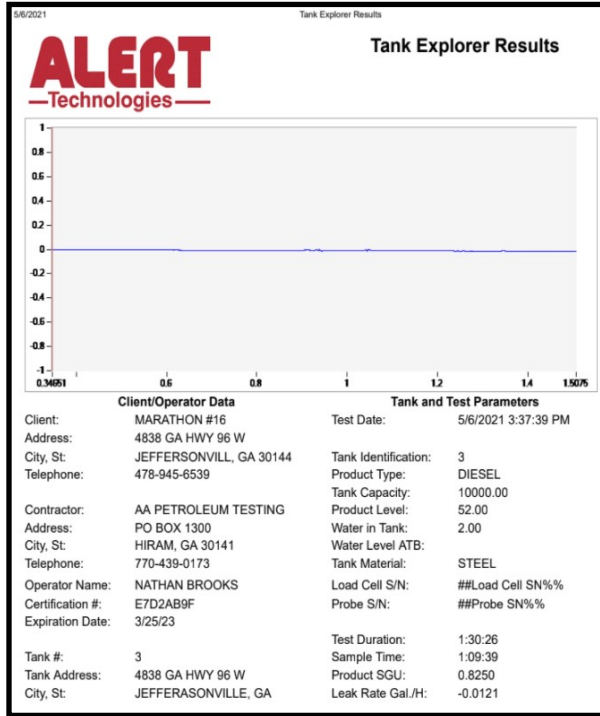 5/6/2021 Tank Explorer Results
ALERT
Technologies
Tank Explorer Results
1
0.8
0.6
0.4
0.2
0
-0.2
-0.4
-0.6
-0.8
-1
0.34651 0.6 0.8 1 1.2 1.4 1.5075
Client/Operator Data
Client: MARATHON #16
Address: 4838 GA HWY 96 W
City, St: JEFFERSONVILL, GA 30144
Telephone: 478-945-6539
Contractor: AA PETROLEUM TESTING
Address: PO BOX 1300
City, St: HIRAM, GA 30141
Telephone: 770-439-0173
Operator Name: NATHAN BROOKS
Certification #: E7D2AB9F
Expiration Date: 3/25/23
Tank #: 3
Tank Address: 4838 GA HWY 96 W
City, St: JEFFERASONVILLE, GA
Tank and Test Parameters
Test Date: 5/6/2021 3:37:39 PM
Tank Identification: 3
Product Type: DIESEL
Tank Capacity: 10000.00
Product Level: 52.00
Water in Tank: 2.00
Water Level ATB:
Tank Material: STEEL
Load Cell S/N: ##Load Cell SN%%
Probe S/N: ##Probe SN%%
Test Duration: 1:30:26
Sample Time: 1:09:39
Product SGU: 0.8250
Leak Rate Gal./H: -0.0121